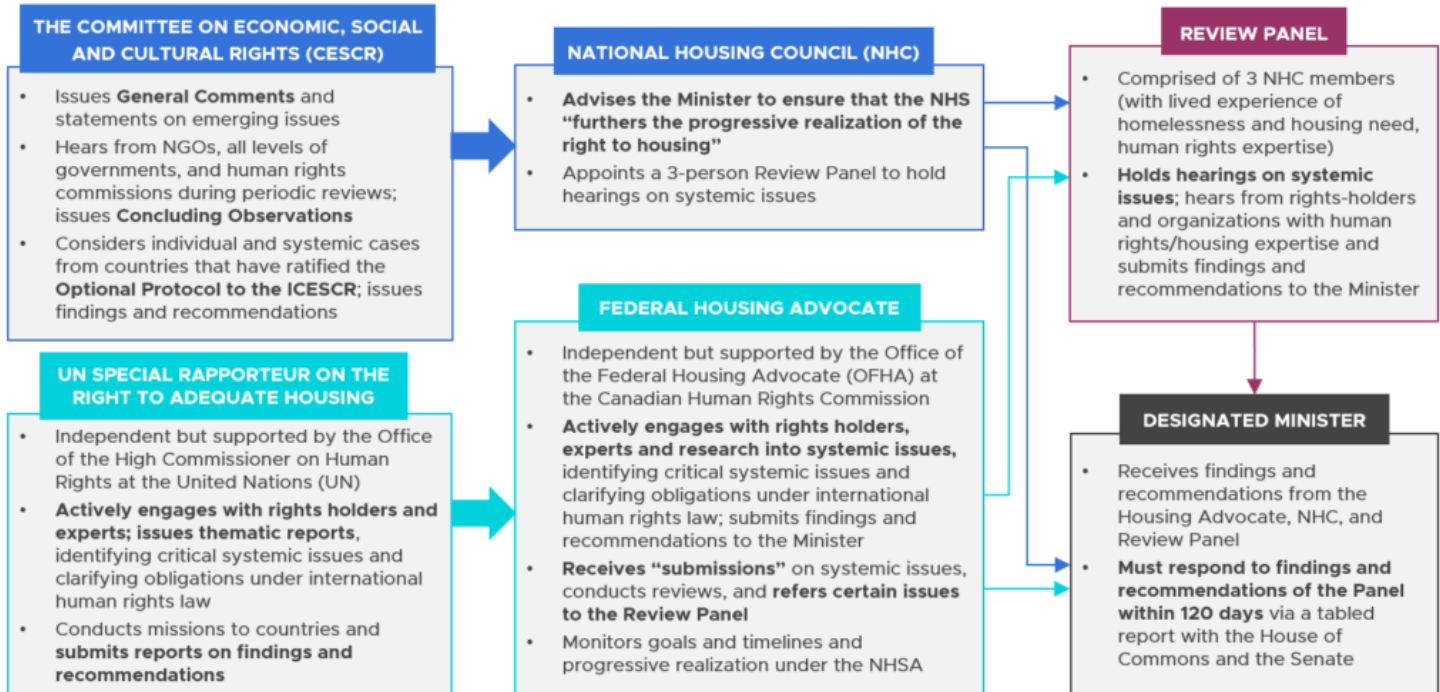 THE COMMITTEE ON ECONOMIC, SOCIAL
AND CULTURAL RIGHTS (CESCR)
• Issues General Comments and
statements on emerging issues
• Hears from NGOs, all levels of
governments, and human rights
commissions during periodic reviews;
issues Concluding Observations
• Considers individual and systemic cases
from countries that have ratified the
Optional Protocol to the ICESCR; issues
findings and recommendations
UN SPECIAL RAPPORTEUR ON THE
RIGHT TO ADEQUATE HOUSING
• Independent but supported by the Office
of the High Commissioner on Human
Rights at the United Nations (UN)
• Actively engages with rights holders and
experts; issues thematic reports,
identifying critical systemic issues and
clarifying obligations under international
human rights law
• Conducts missions to countries and
submits reports on findings and
recommendations
NATIONAL HOUSING COUNCIL (NHC)
• Advises the Minister to ensure that the NHS
“furthers the progressive realization of the
right to housing”
• Appoints a 3-person Review Panel to hold
hearings on systemic issues
FEDERAL HOUSING ADVOCATE
• Independent but supported by the Office of
the Federal Housing Advocate (OFHA) at
the Canadian Human Rights Commission
• Actively engages with rights holders,
experts and research into systemic issues,
identifying critical systemic issues and
clarifying obligations under international
human rights law; submits findings and
recommendations to the Minister
• Receives “submissions” on systemic issues,
conducts reviews, and refers certain issues
to the Review Panel
• Monitors goals and timelines and
progressive realization under the NHSA
REVIEW PANEL
• Comprised of 3 NHC members
(with lived experience of
homelessness and housing need,
human rights expertise)
• Holds hearings on systemic
issues; hears from rights-holders
and organizations with human
rights/housing expertise and
submits findings and
recommendations to the Minister
DESIGNATED MINISTER
• Receives findings and
recommendations from the
Housing Advocate, NHC, and
Review Panel
• Must respond to findings and
recommendations of the Panel
within 120 days via a tabled
report with the House of
Commons and the Senate